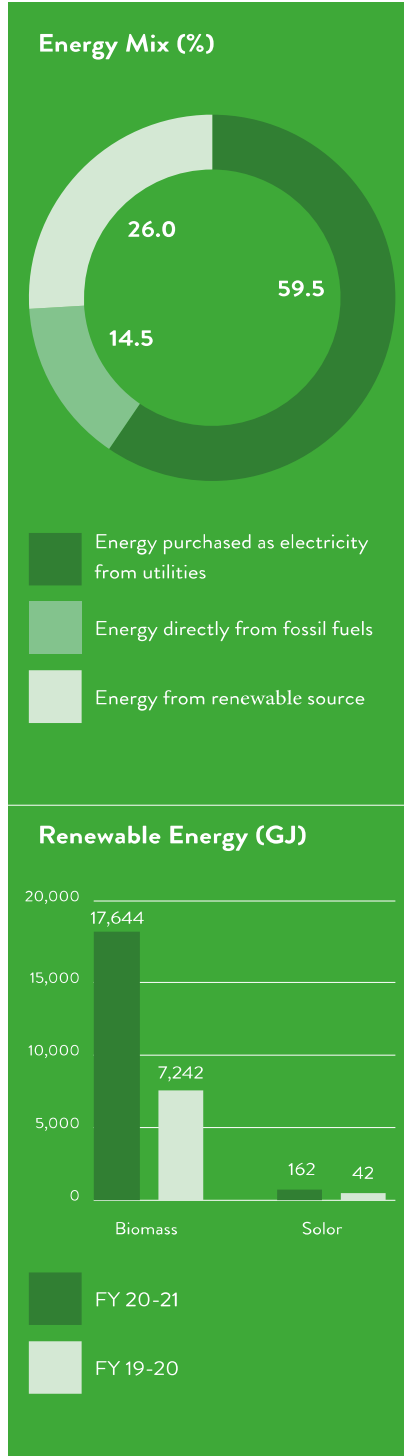 Energy Mix (%)
26.0
59.5
14.5
Energy purchased as electricity
from utilities
Energy directly from fossil fuels
Energy from renewable source
Renewable Energy (GJ)
20,000
17,644
15,000
10,000
7,242
5,000
162
42
0
Biomass
Solor
FY 20-21
FY 19-20